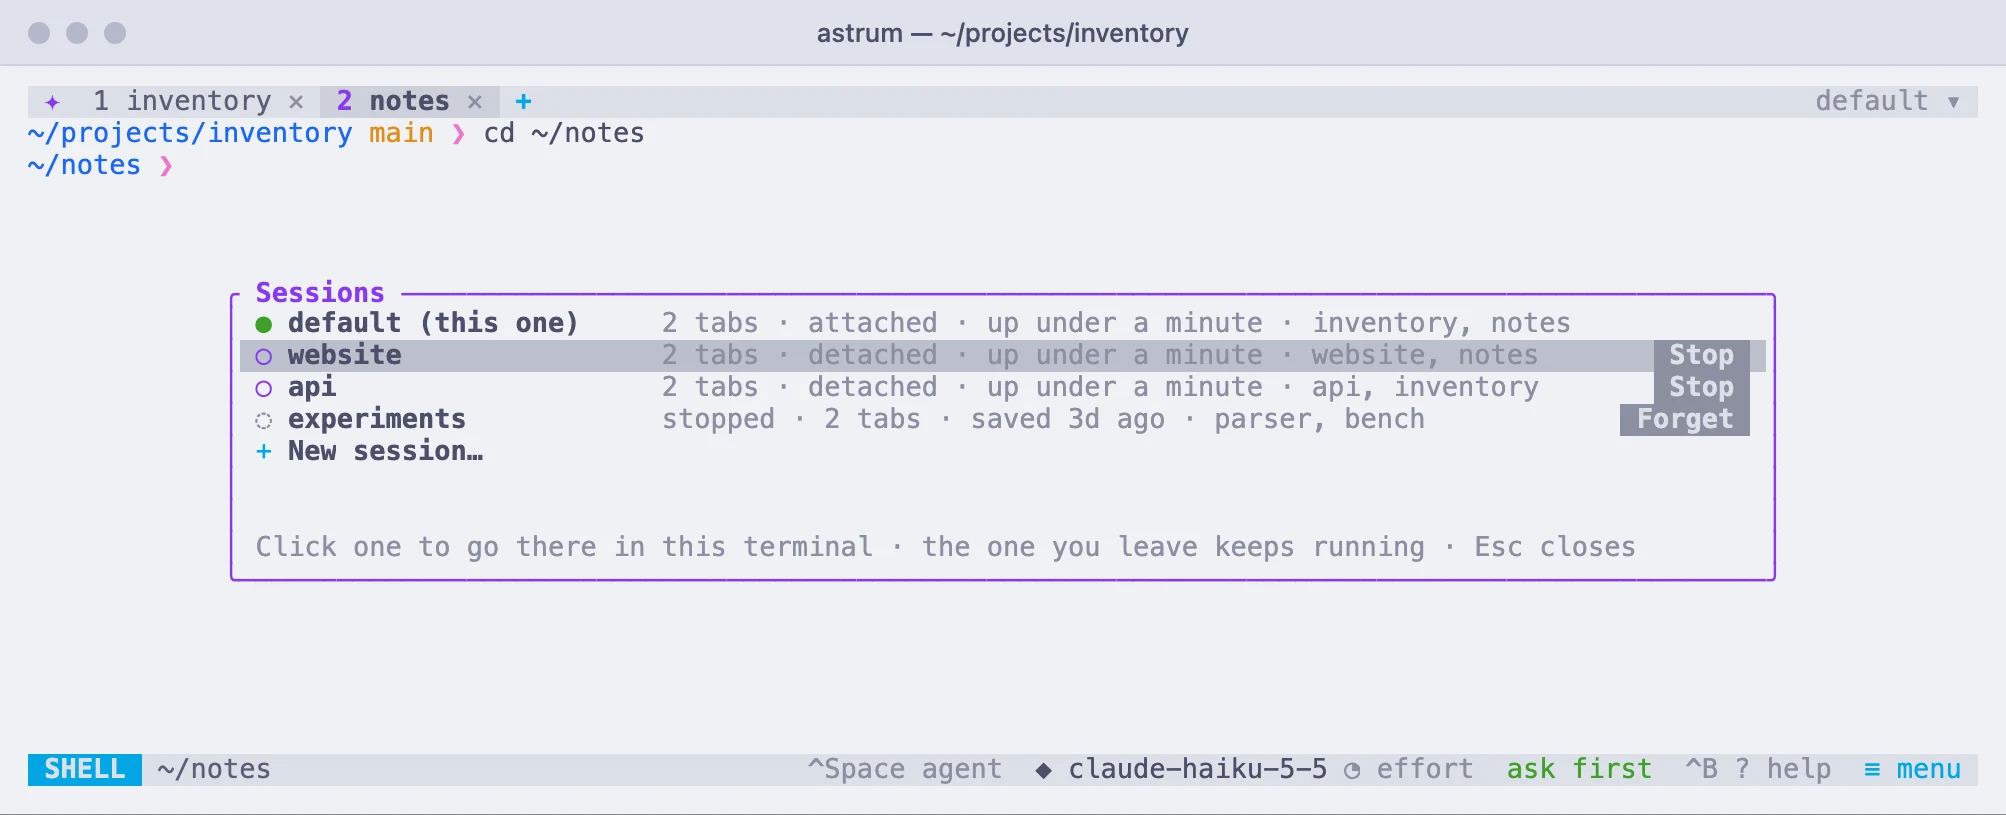 astrum — ~/projects/inventory
✦ 1 inventory × 2 notes × + default ▾
~/projects/inventory main ❯ cd ~/notes
~/notes ❯
Sessions
● default (this one) 2 tabs · attached · up under a minute · inventory, notes
○ website 2 tabs · detached · up under a minute · website, notes Stop
○ api 2 tabs · detached · up under a minute · api, inventory Stop
◌ experiments stopped · 2 tabs · saved 3d ago · parser, bench Forget
+ New session…
Click one to go there in this terminal · the one you leave keeps running · Esc closes
SHELL ~/notes ^Space agent ◆ claude-haiku-5-5 ◔ effort ask first ^B ? help ≡ menu